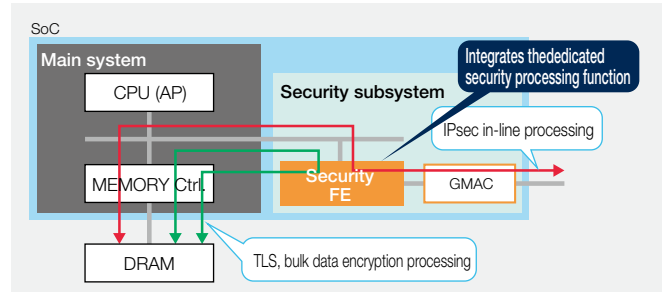 SoC
Main system
CPU (AP)
MEMORY Ctrl.
DRAM
Security subsystem
Integrates thededicated
security processing function
IPsec in-line processing
Security
FE
GMAC
TLS, bulk data encryption processing